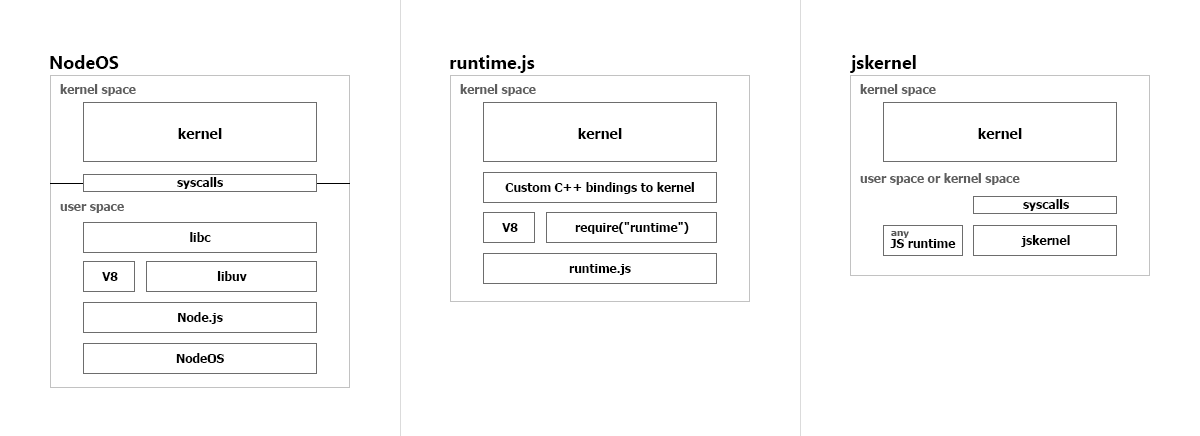 NodeOS
kernel space
kernel
syscalls
user space
libc
V8
libuv
Node.js
NodeOS
runtime.js
kernel space
kernel
Custom C++ bindings to kernel
V8
require("runtime")
runtime.js
jskernel
kernel space
kernel
user space or kernel space
syscalls
any
JS runtime
jskernel